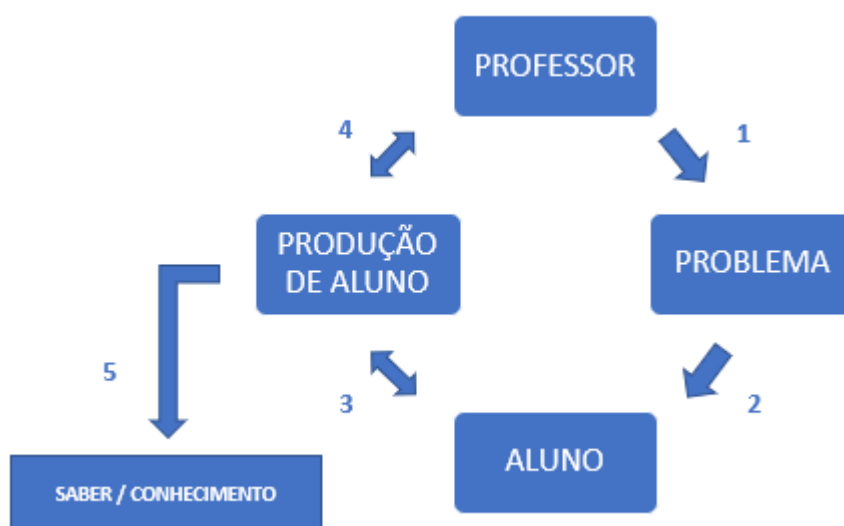 PROFESSOR
4
1
PRODUÇÃO
DE ALUNO
PROBLEMA
5
3
2
ALUNO
SABER / CONHECIMENTO